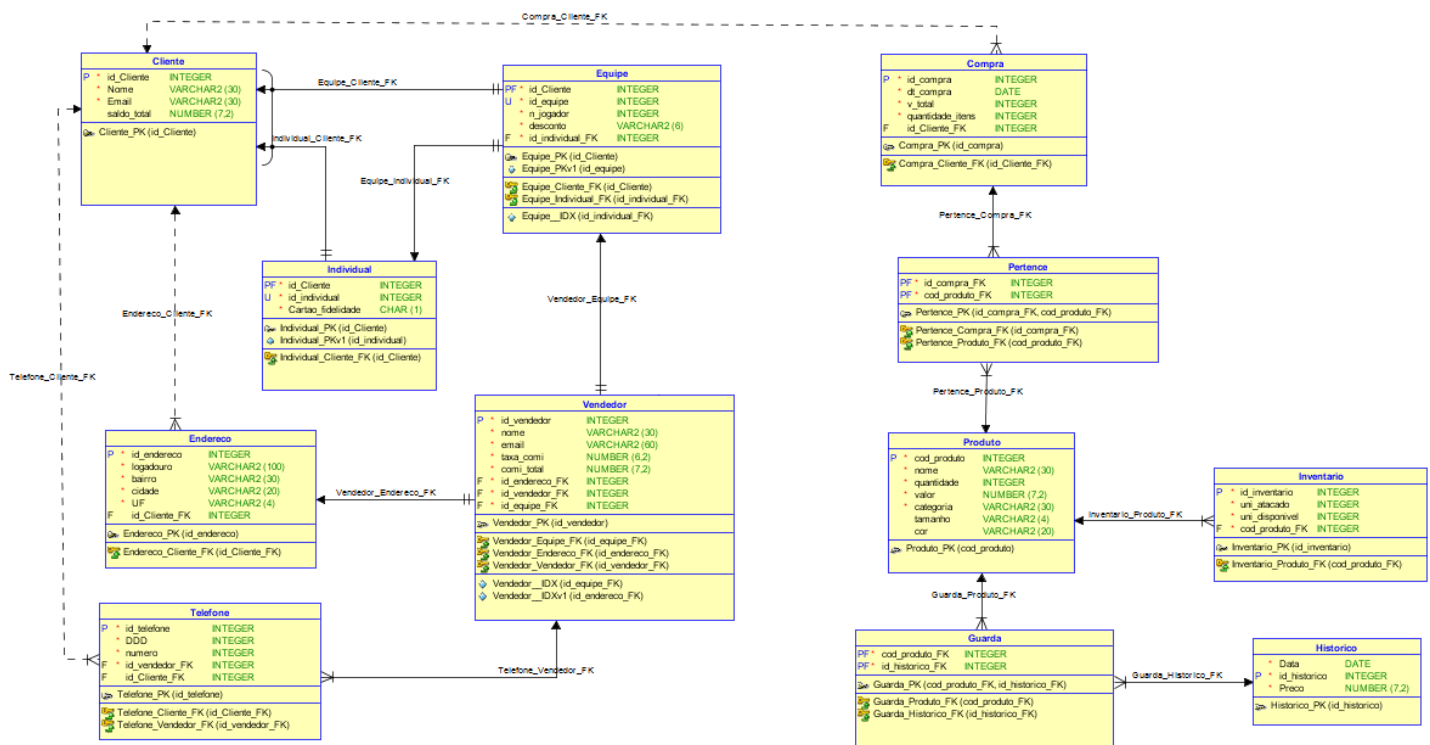 Compra_Cliente_FK
Cliente
P * id_Cliente INTEGER
* Nome VARCHAR2 (30)
* Email VARCHAR2 (30)
saldo_total NUMBER (7,2)
Cliente_PK (id_Cliente)
Equipe_Cliente_FK
Individual_Cliente_FK
Equipe_Individual_FK
Equipe
PF * id_Cliente INTEGER
U * id_equipe INTEGER
* n_jogador INTEGER
* desconto VARCHAR2 (6)
F * id_individual_FK INTEGER
Equipe_PK (id_Cliente)
Equipe_PKv1 (id_equipe)
Equipe_Cliente_FK (id_Cliente)
Equipe_Individual_FK (id_individual_FK)
Equipe__IDX (id_individual_FK)
Compra
P * id_compra INTEGER
* dt_compra DATE
* v_total INTEGER
* quantidade_itens INTEGER
F id_Cliente_FK INTEGER
Compra_PK (id_compra)
Compra_Cliente_FK (id_Cliente_FK)
Pertence_Compra_FK
Individual
PF * id_Cliente INTEGER
U * id_individual INTEGER
* Cartao_fidelidade CHAR (1)
Individual_PK (id_Cliente)
Individual_PKv1 (id_individual)
Individual_Cliente_FK (id_Cliente)
Pertence
PF * id_compra_FK INTEGER
PF * cod_produto_FK INTEGER
Pertence_PK (id_compra_FK, cod_produto_FK)
Pertence_Compra_FK (id_compra_FK)
Pertence_Produto_FK (cod_produto_FK)
Vendedor_Equipe_FK
Endereco_Cliente_FK
Telefone_Cliente_FK
Pertence_Produto_FK
Vendedor
P * id_vendedor INTEGER
* nome VARCHAR2 (30)
* email VARCHAR2 (60)
* taxa_comi NUMBER (6,2)
* comi_total NUMBER (7,2)
F * id_endereco_FK INTEGER
F * id_vendedor_FK INTEGER
F * id_equipe_FK INTEGER
Vendedor_PK (id_vendedor)
Vendedor_Equipe_FK (id_equipe_FK)
Vendedor_Endereco_FK (id_endereco_FK)
Vendedor_Vendedor_FK (id_vendedor_FK)
Vendedor__IDX (id_equipe_FK)
Vendedor__IDXv1 (id_endereco_FK)
Endereco
P * id_endereco INTEGER
* logadouro VARCHAR2 (100)
* bairro VARCHAR2 (30)
* cidade VARCHAR2 (20)
* UF VARCHAR2 (4)
F id_Cliente_FK INTEGER
Endereco_PK (id_endereco)
Endereco_Cliente_FK (id_Cliente_FK)
Vendedor_Endereco_FK
Produto
P * cod_produto INTEGER
* nome VARCHAR2 (30)
* quantidade INTEGER
* valor NUMBER (7,2)
* categoria VARCHAR2 (30)
tamanho VARCHAR2 (4)
cor VARCHAR2 (20)
Produto_PK (cod_produto)
Inventario_Produto_FK
Inventario
P * id_inventario INTEGER
* uni_atacado INTEGER
* uni_disponivel INTEGER
F * cod_produto_FK INTEGER
Inventario_PK (id_inventario)
Inventario_Produto_FK (cod_produto_FK)
Guarda_Produto_FK
Telefone
P * id_telefone INTEGER
* DDD INTEGER
* numero INTEGER
F * id_vendedor_FK INTEGER
F id_Cliente_FK INTEGER
Telefone_PK (id_telefone)
Telefone_Cliente_FK (id_Cliente_FK)
Telefone_Vendedor_FK (id_vendedor_FK)
Telefone_Vendedor_FK
Guarda
PF * cod_produto_FK INTEGER
PF * id_historico_FK INTEGER
Guarda_PK (cod_produto_FK, id_historico_FK)
Guarda_Produto_FK (cod_produto_FK)
Guarda_Historico_FK (id_historico_FK)
Guarda_Historico_FK
Historico
* Data DATE
P * id_historico INTEGER
* Preco NUMBER (7,2)
Historico_PK (id_historico)